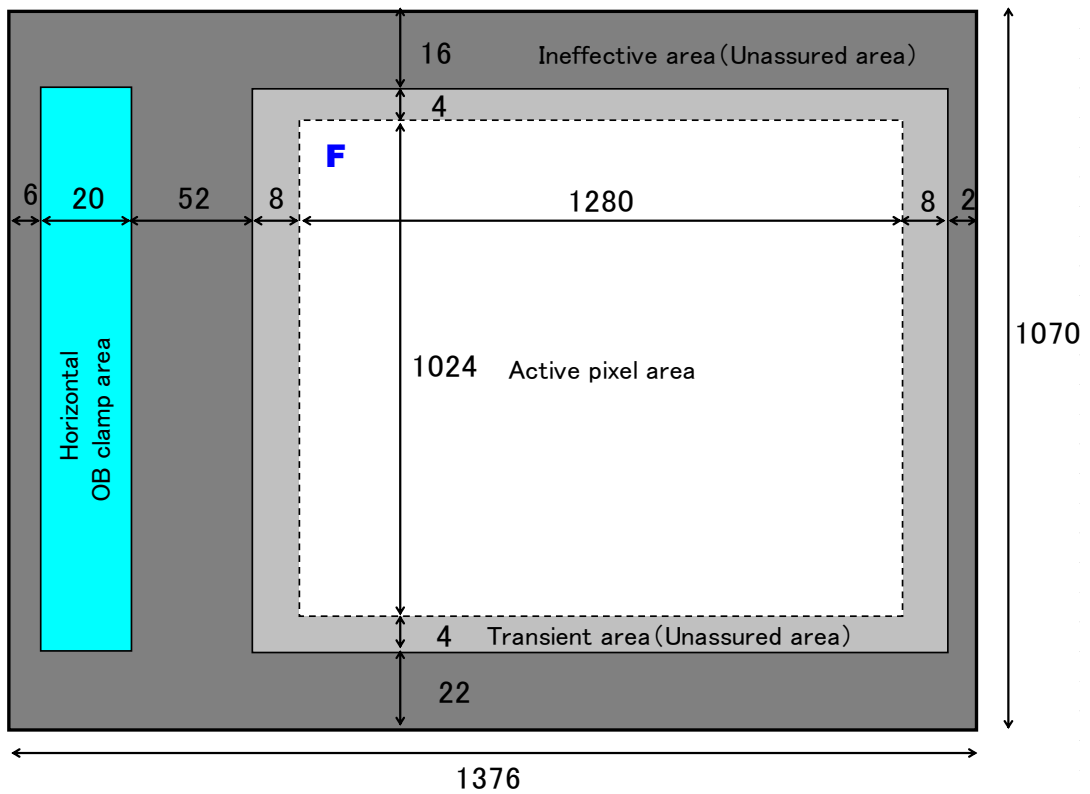 16
Ineffective area(Unassured area)
4
F
6
20
52
8
1280
8
2
1070
1024
Active pixel area
Horizontal
OB clamp area
4
Transient area(Unassured area)
22
1376